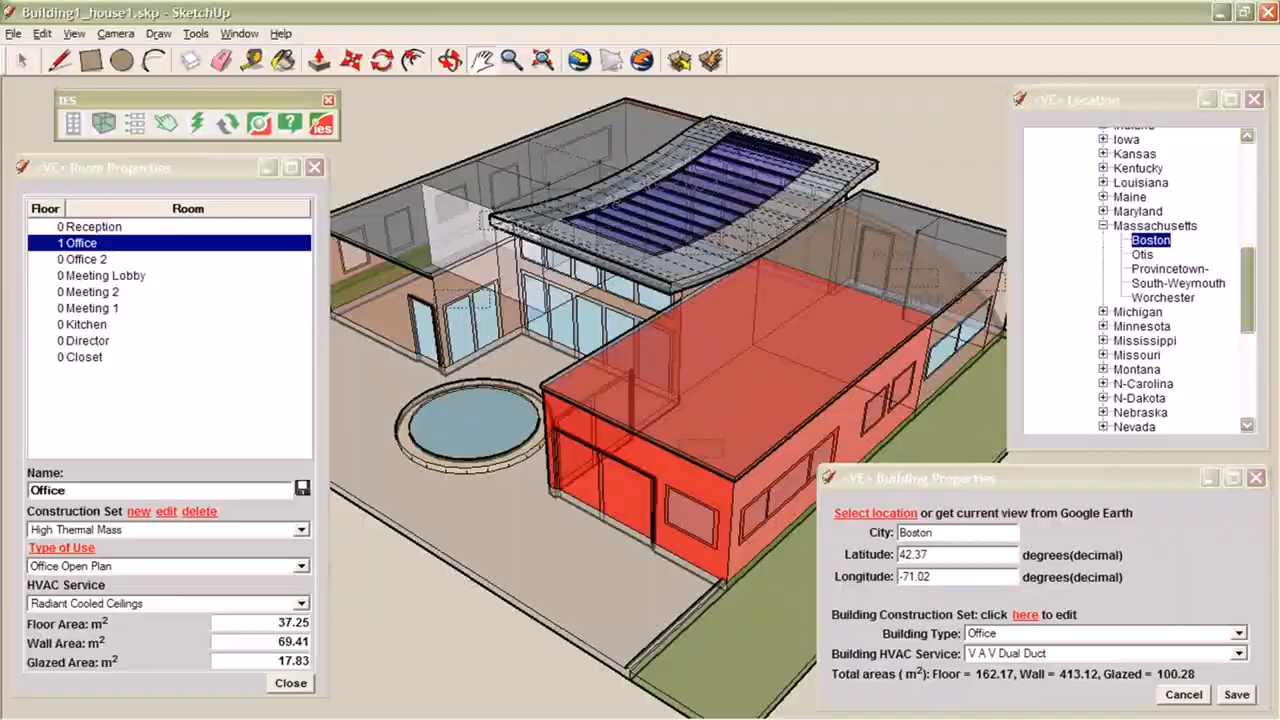 Building1_house1.skp - SketchUp
File Edit View Camera Draw Tools Window Help
IES
ies
<VE> Room Properties
Floor Room
0 Reception
1 Office
0 Office 2
0 Meeting Lobby
0 Meeting 2
0 Meeting 1
0 Kitchen
0 Director
0 Closet
Name:
Office
Construction Set new edit delete
High Thermal Mass
Type of Use
Office Open Plan
HVAC Service
Radiant Cooled Ceilings
Floor Area: m² 37.25
Wall Area: m² 69.41
Glazed Area: m² 17.83
Close
<VE> Location
Indiana
Iowa
Kansas
Kentucky
Louisiana
Maine
Maryland
Massachusetts
Boston
Otis
Provincetown-
South-Weymouth
Worchester
Michigan
Minnesota
Mississippi
Missouri
Montana
N-Carolina
N-Dakota
Nebraska
Nevada
<VE> Building Properties
Select location or get current view from Google Earth
City: Boston
Latitude: 42.37 degrees(decimal)
Longitude: -71.02 degrees(decimal)
Building Construction Set: click here to edit
Building Type: Office
Building HVAC Service: V A V Dual Duct
Total areas ( m²): Floor = 162.17, Wall = 413.12, Glazed = 100.28
Cancel Save